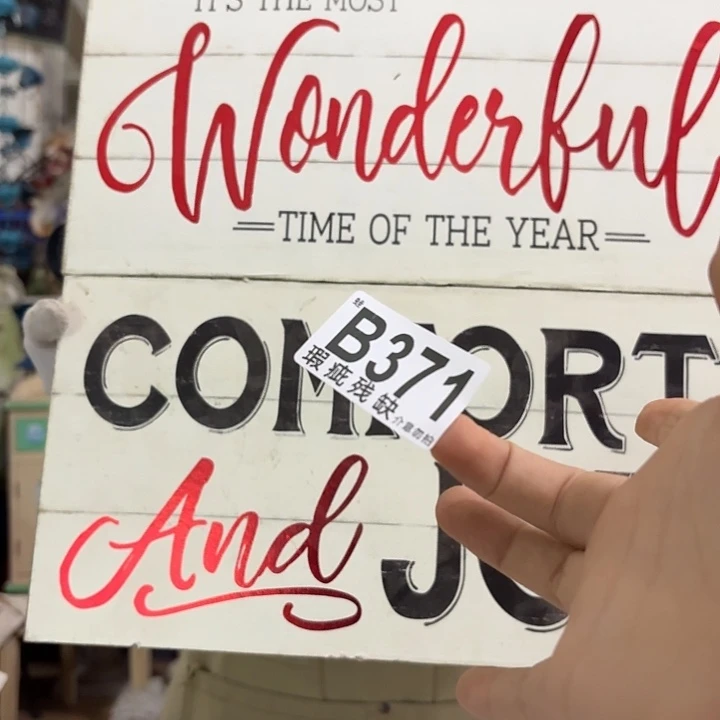 IT'S THE MOST
Wonderful
TIME OF THE YEAR
B371
瑕疵残缺
介意勿拍
And